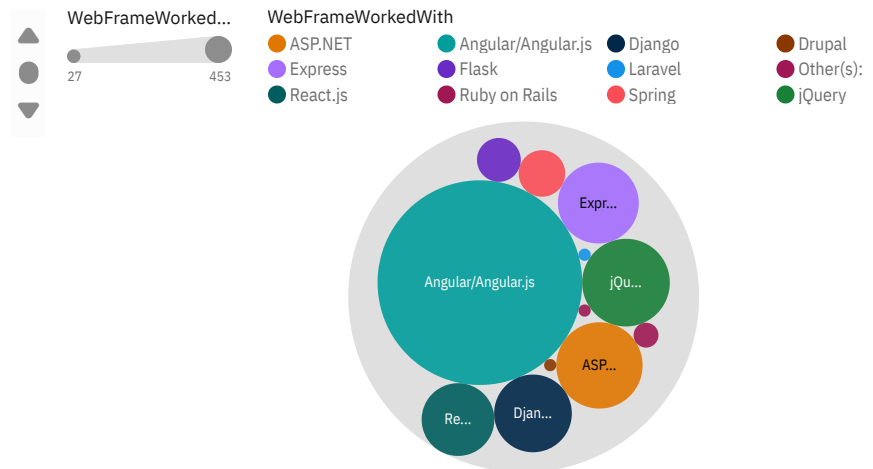 WebFrameWorked...
27 453
WebFrameWorkedWith
ASP.NET Angular/Angular.js Django Drupal
Express Flask Laravel Other(s):
React.js Ruby on Rails Spring jQuery
Expr...
Angular/Angular.js jQu...
ASP...
Re... Djan...